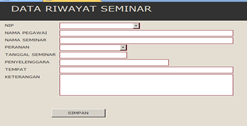 DATA RIWAYAT SEMINAR
NIP
NAMA PEGAWAI
NAMA SEMINAR
PERANAN
TANGGAL SEMINAR
PENYELENGGARA
TEMPAT
KETERANGAN
SIMPAN